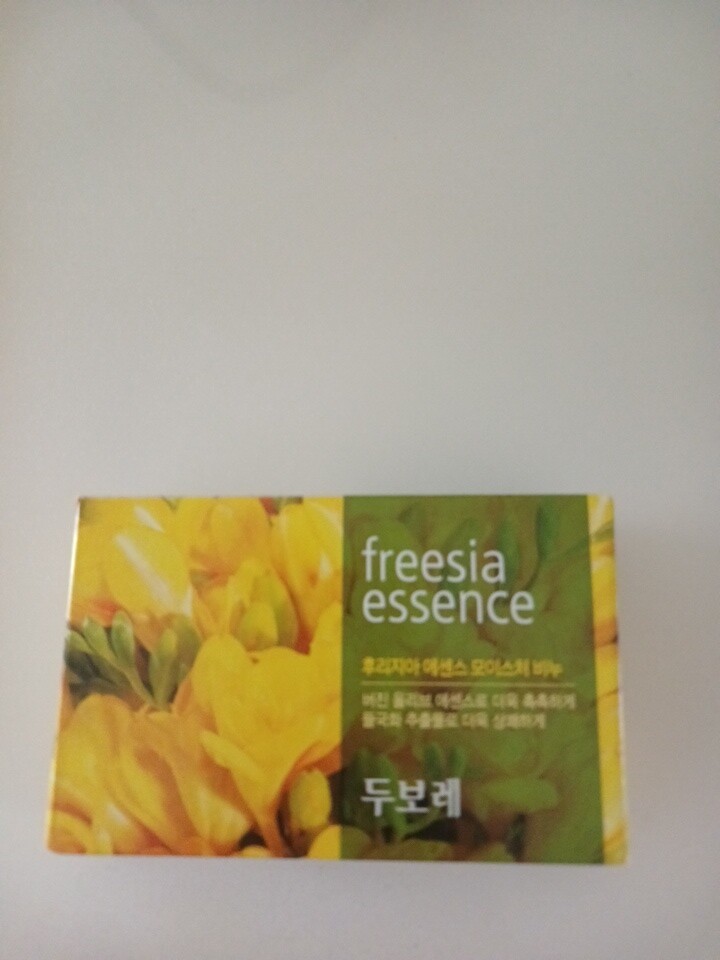 freesia
essence
후리지아 에센스 모이스처 비누
버진 올리브 에센스로 더욱 촉촉하게
들국화 추출물로 더욱 상쾌하게
두보레